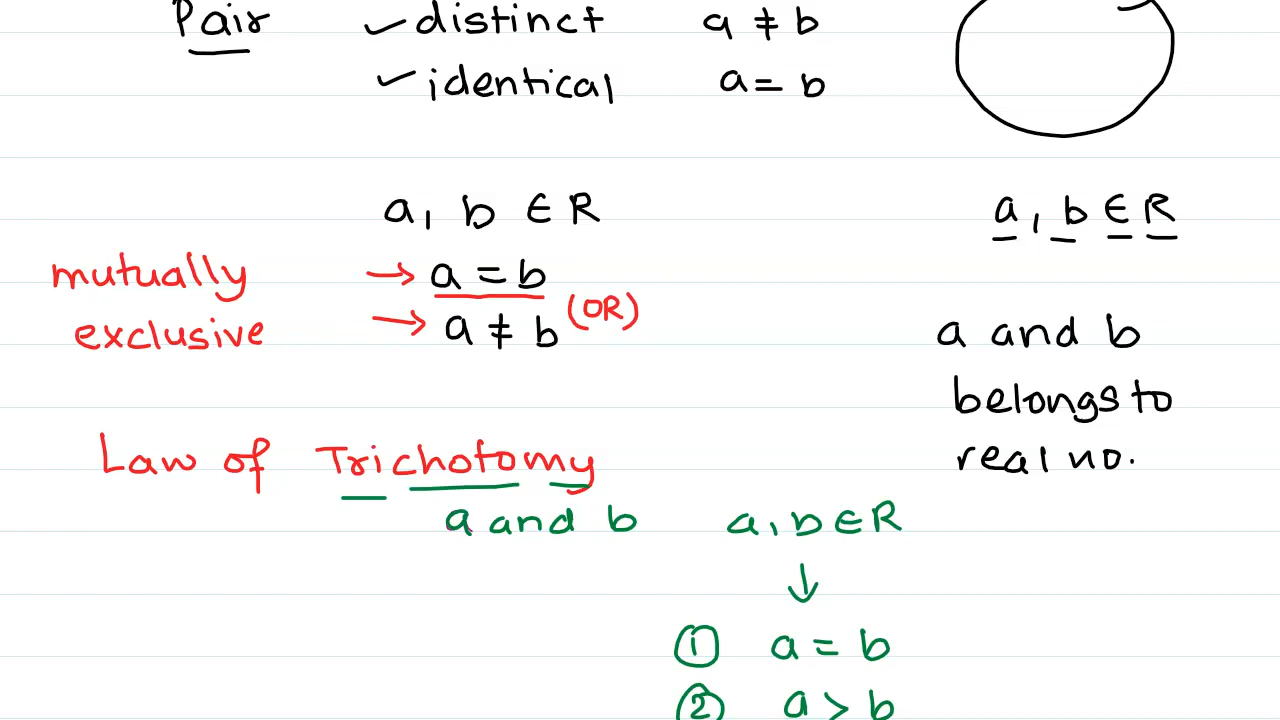 Pair ✓ distinct a ≠ b
✓ identical a = b
a, b ∈ R
mutually → a = b
(OR)
exclusive → a ≠ b
a, b ∈ R
a and b
belongs to
real no.
Law of Trichotomy
a and b a, b ∈ R
↓
① a = b
② a > b